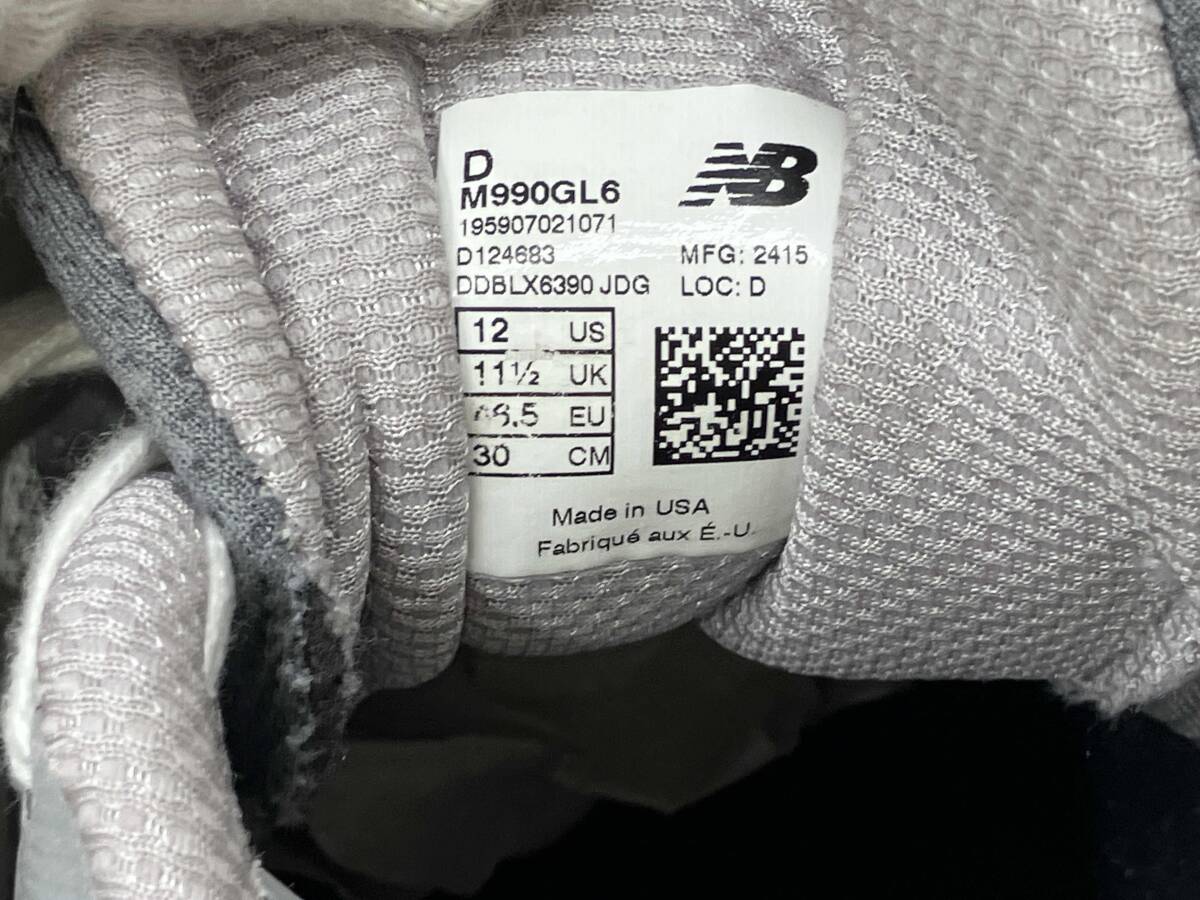 D
M990GL6
NB
195907021071
D124683 MFG: 2415
DDBLX6390 JDG LOC: D
12 US
11½ UK
46.5 EU
30 CM
Made in USA
Fabriqué aux É.-U.